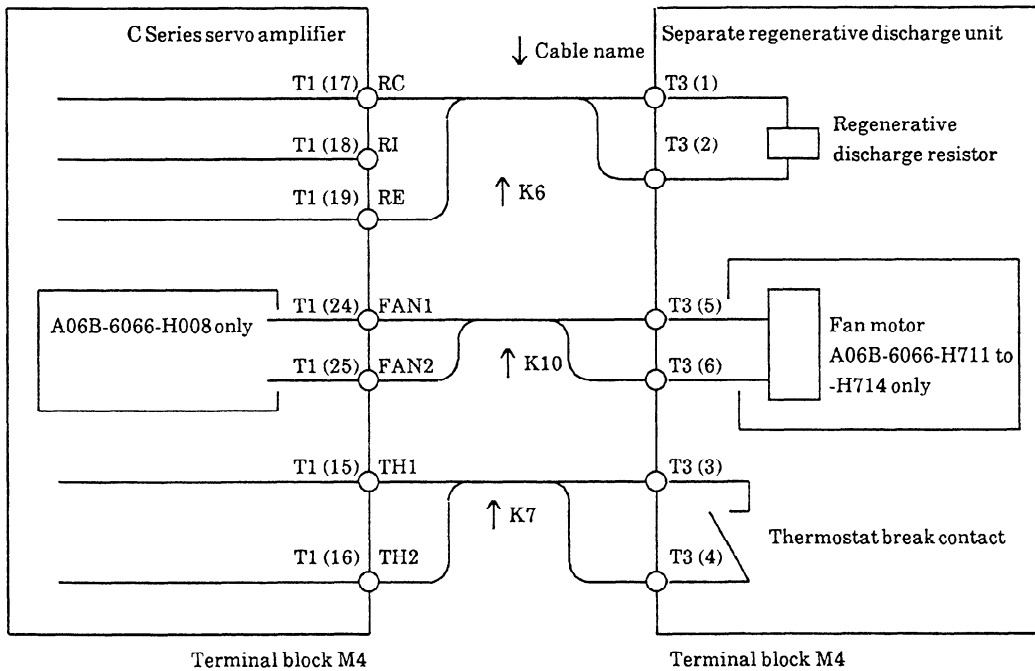 C Series servo amplifier
Separate regenerative discharge unit
↓ Cable name
T1 (17) RC
T3 (1)
T1 (18) RI
T3 (2)
Regenerative
discharge resistor
T1 (19) RE
↑ K6
A06B-6066-H008 only
T1 (24) FAN1
T3 (5)
Fan motor
A06B-6066-H711 to
-H714 only
T1 (25) FAN2
↑ K10
T3 (6)
T1 (15) TH1
T3 (3)
↑ K7
Thermostat break contact
T1 (16) TH2
T3 (4)
Terminal block M4
Terminal block M4